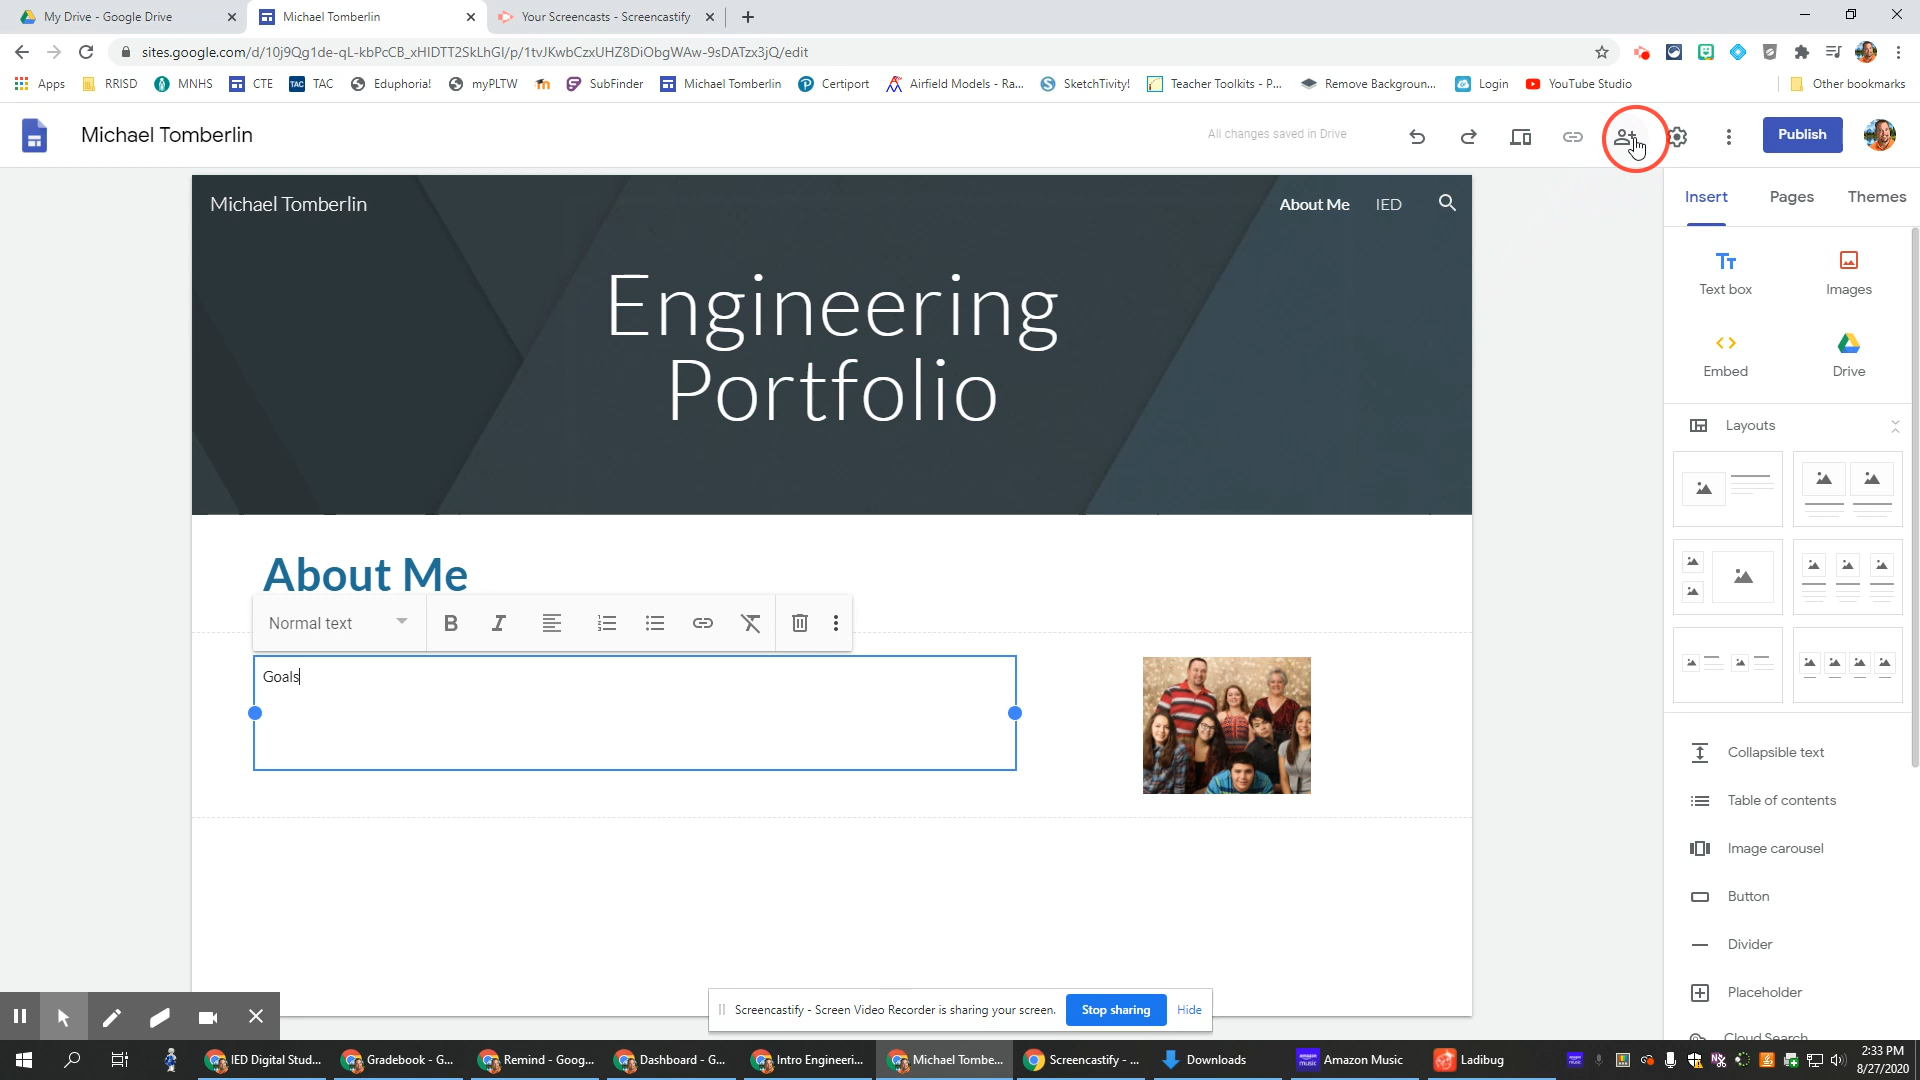 My Drive - Google Drive
Michael Tomberlin
Your Screencasts - Screencastify
sites.google.com/d/10j9Qg1de-qL-kbPcCB_xHIDTT2SkLhGI/p/1tvJKwbCzxUHZ8DiObgWAw-9sDATzx3jQ/edit
Apps RRISD MNHS CTE TAC Eduphoria! myPLTW SubFinder Michael Tomberlin Certiport Airfield Models - Ra... SketchTivity! Teacher Toolkits - P... Remove Backgroun... Login YouTube Studio Other bookmarks
Michael Tomberlin
All changes saved in Drive
Publish
Michael Tomberlin
About Me IED
Engineering
Portfolio
About Me
Normal text
Goals
Insert Pages Themes
Text box Images
Embed Drive
Layouts
Collapsible text
Table of contents
Image carousel
Button
Divider
Placeholder
Cloud Search
Screencastify - Screen Video Recorder is sharing your screen. Stop sharing Hide
IED Digital Stud... Gradebook - G... Remind - Goog... Dashboard - G... Intro Engineeri... Michael Tombe... Screencastify - ... Downloads Amazon Music Ladibug
2:33 PM
8/27/2020